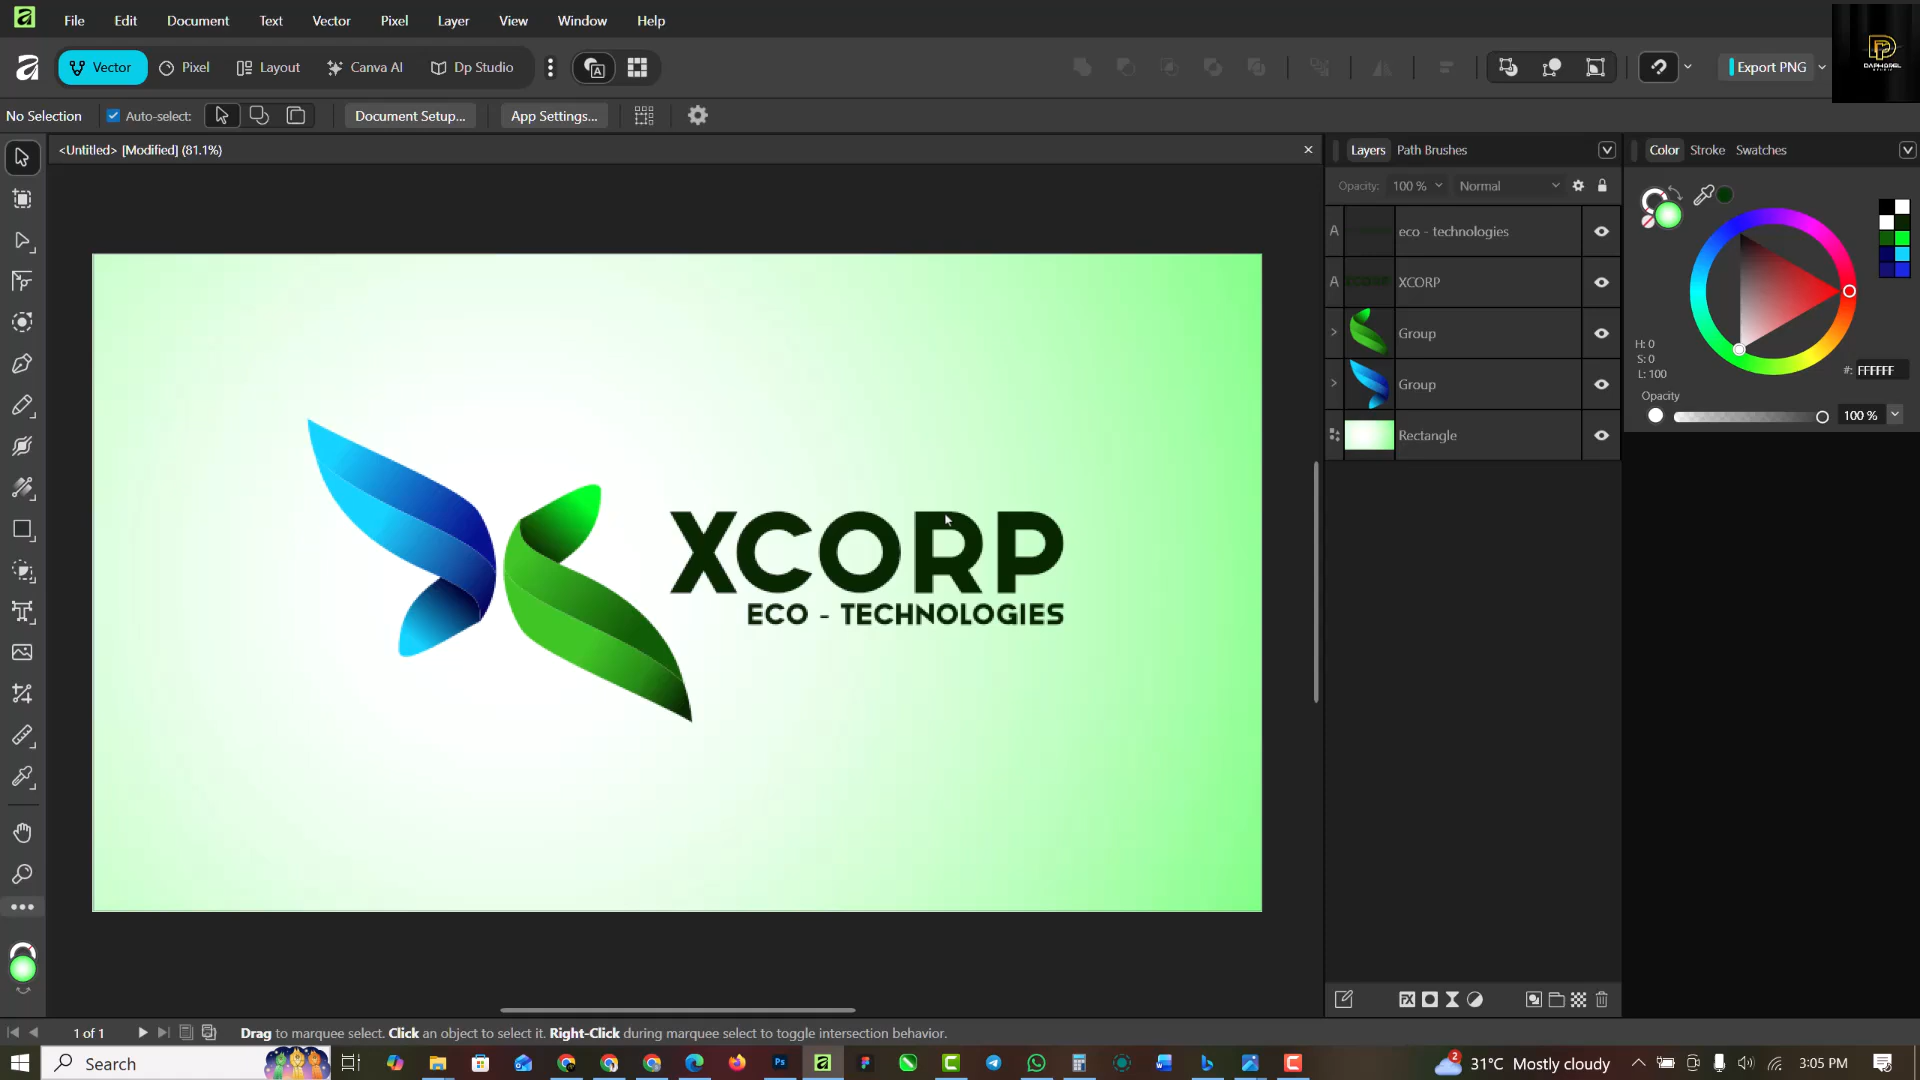 File Edit Document Text Vector Pixel Layer View Window Help
Vector Pixel Layout Canva AI Dp Studio Export PNG
No Selection Auto-select: Document Setup... App Settings...
<Untitled> [Modified] (81.1%)
Layers Path Brushes
Opacity: 100 % Normal
A eco - technologies
A XCORP
Group
Group
Rectangle
Color Stroke Swatches
H: 0
S: 0
L: 100
#: FFFFFF
Opacity
100 %
XCORP
ECO - TECHNOLOGIES
1 of 1 Drag to marquee select. Click an object to select it. Right-Click during marquee select to toggle intersection behavior.
Search 2 31°C Mostly cloudy 3:05 PM